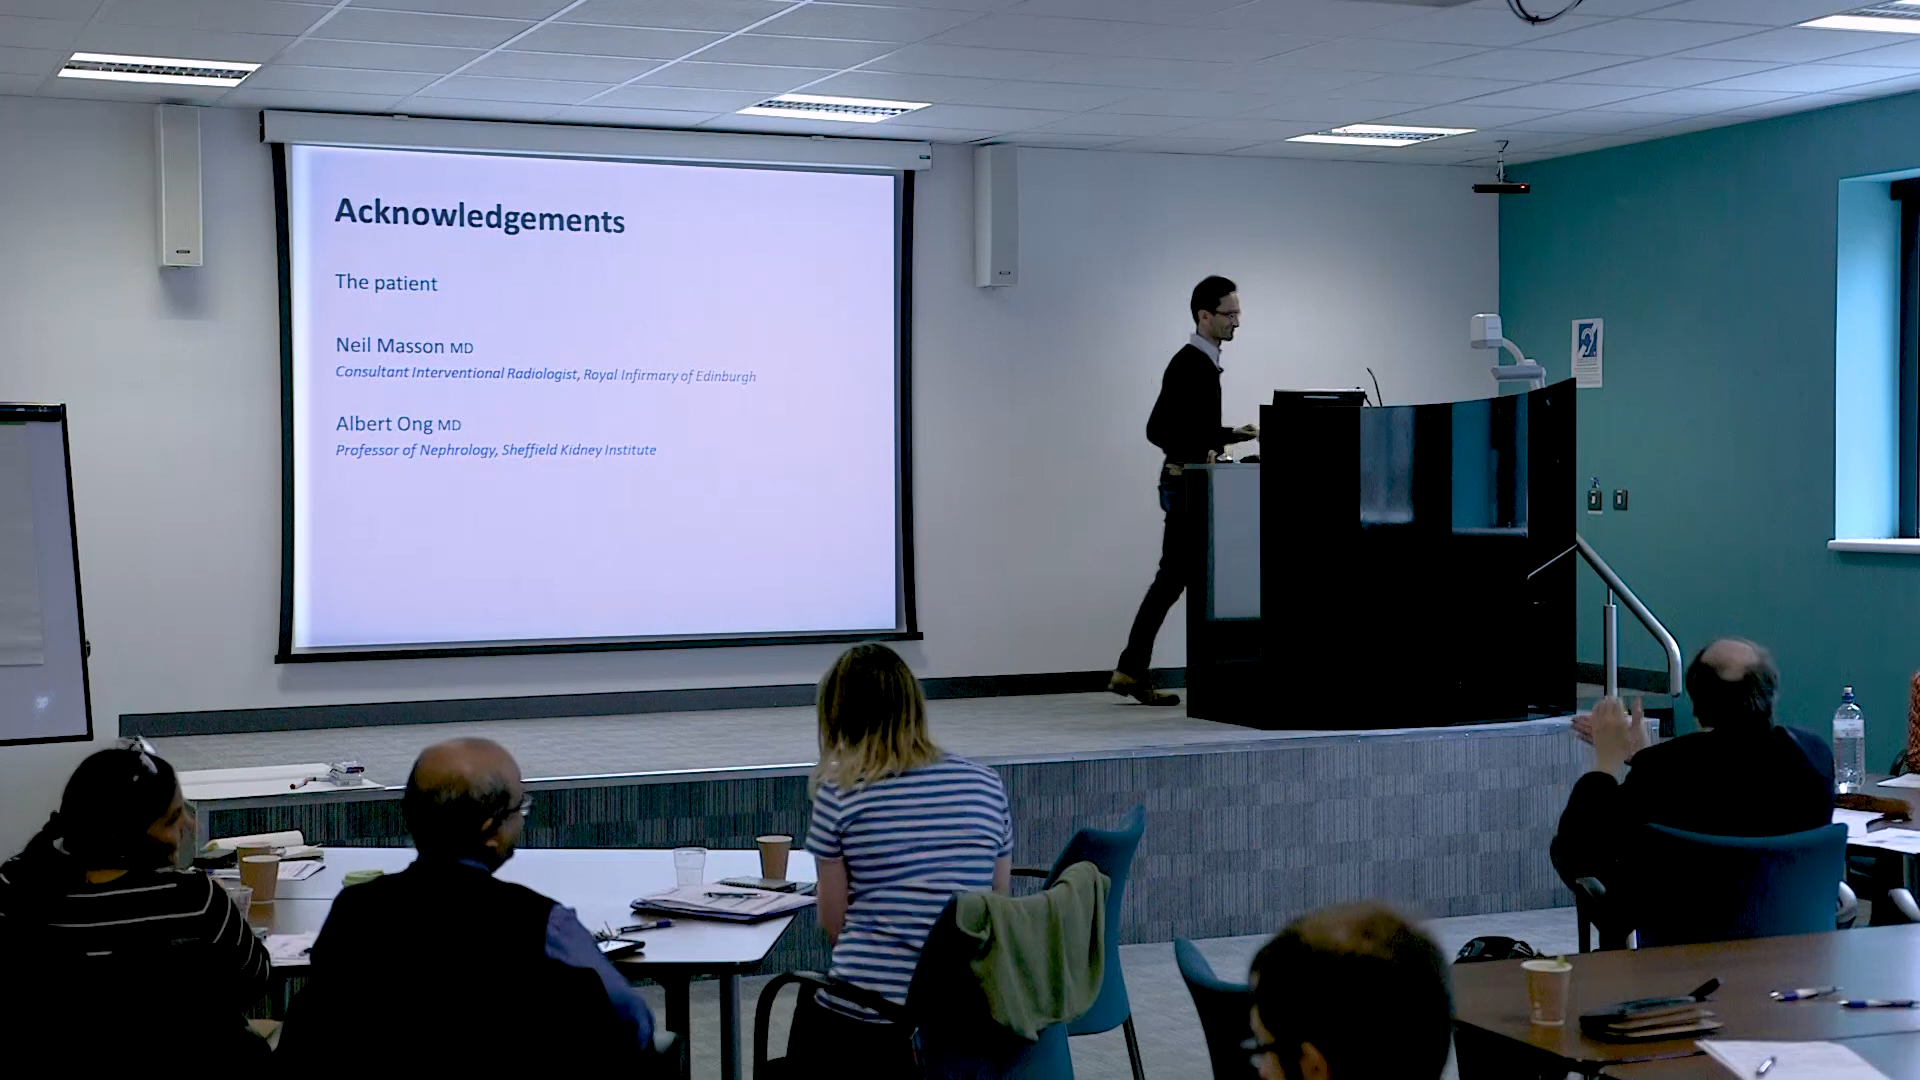 Acknowledgements
The patient
Neil Masson MD
Consultant Interventional Radiologist, Royal Infirmary of Edinburgh
Albert Ong MD
Professor of Nephrology, Sheffield Kidney Institute